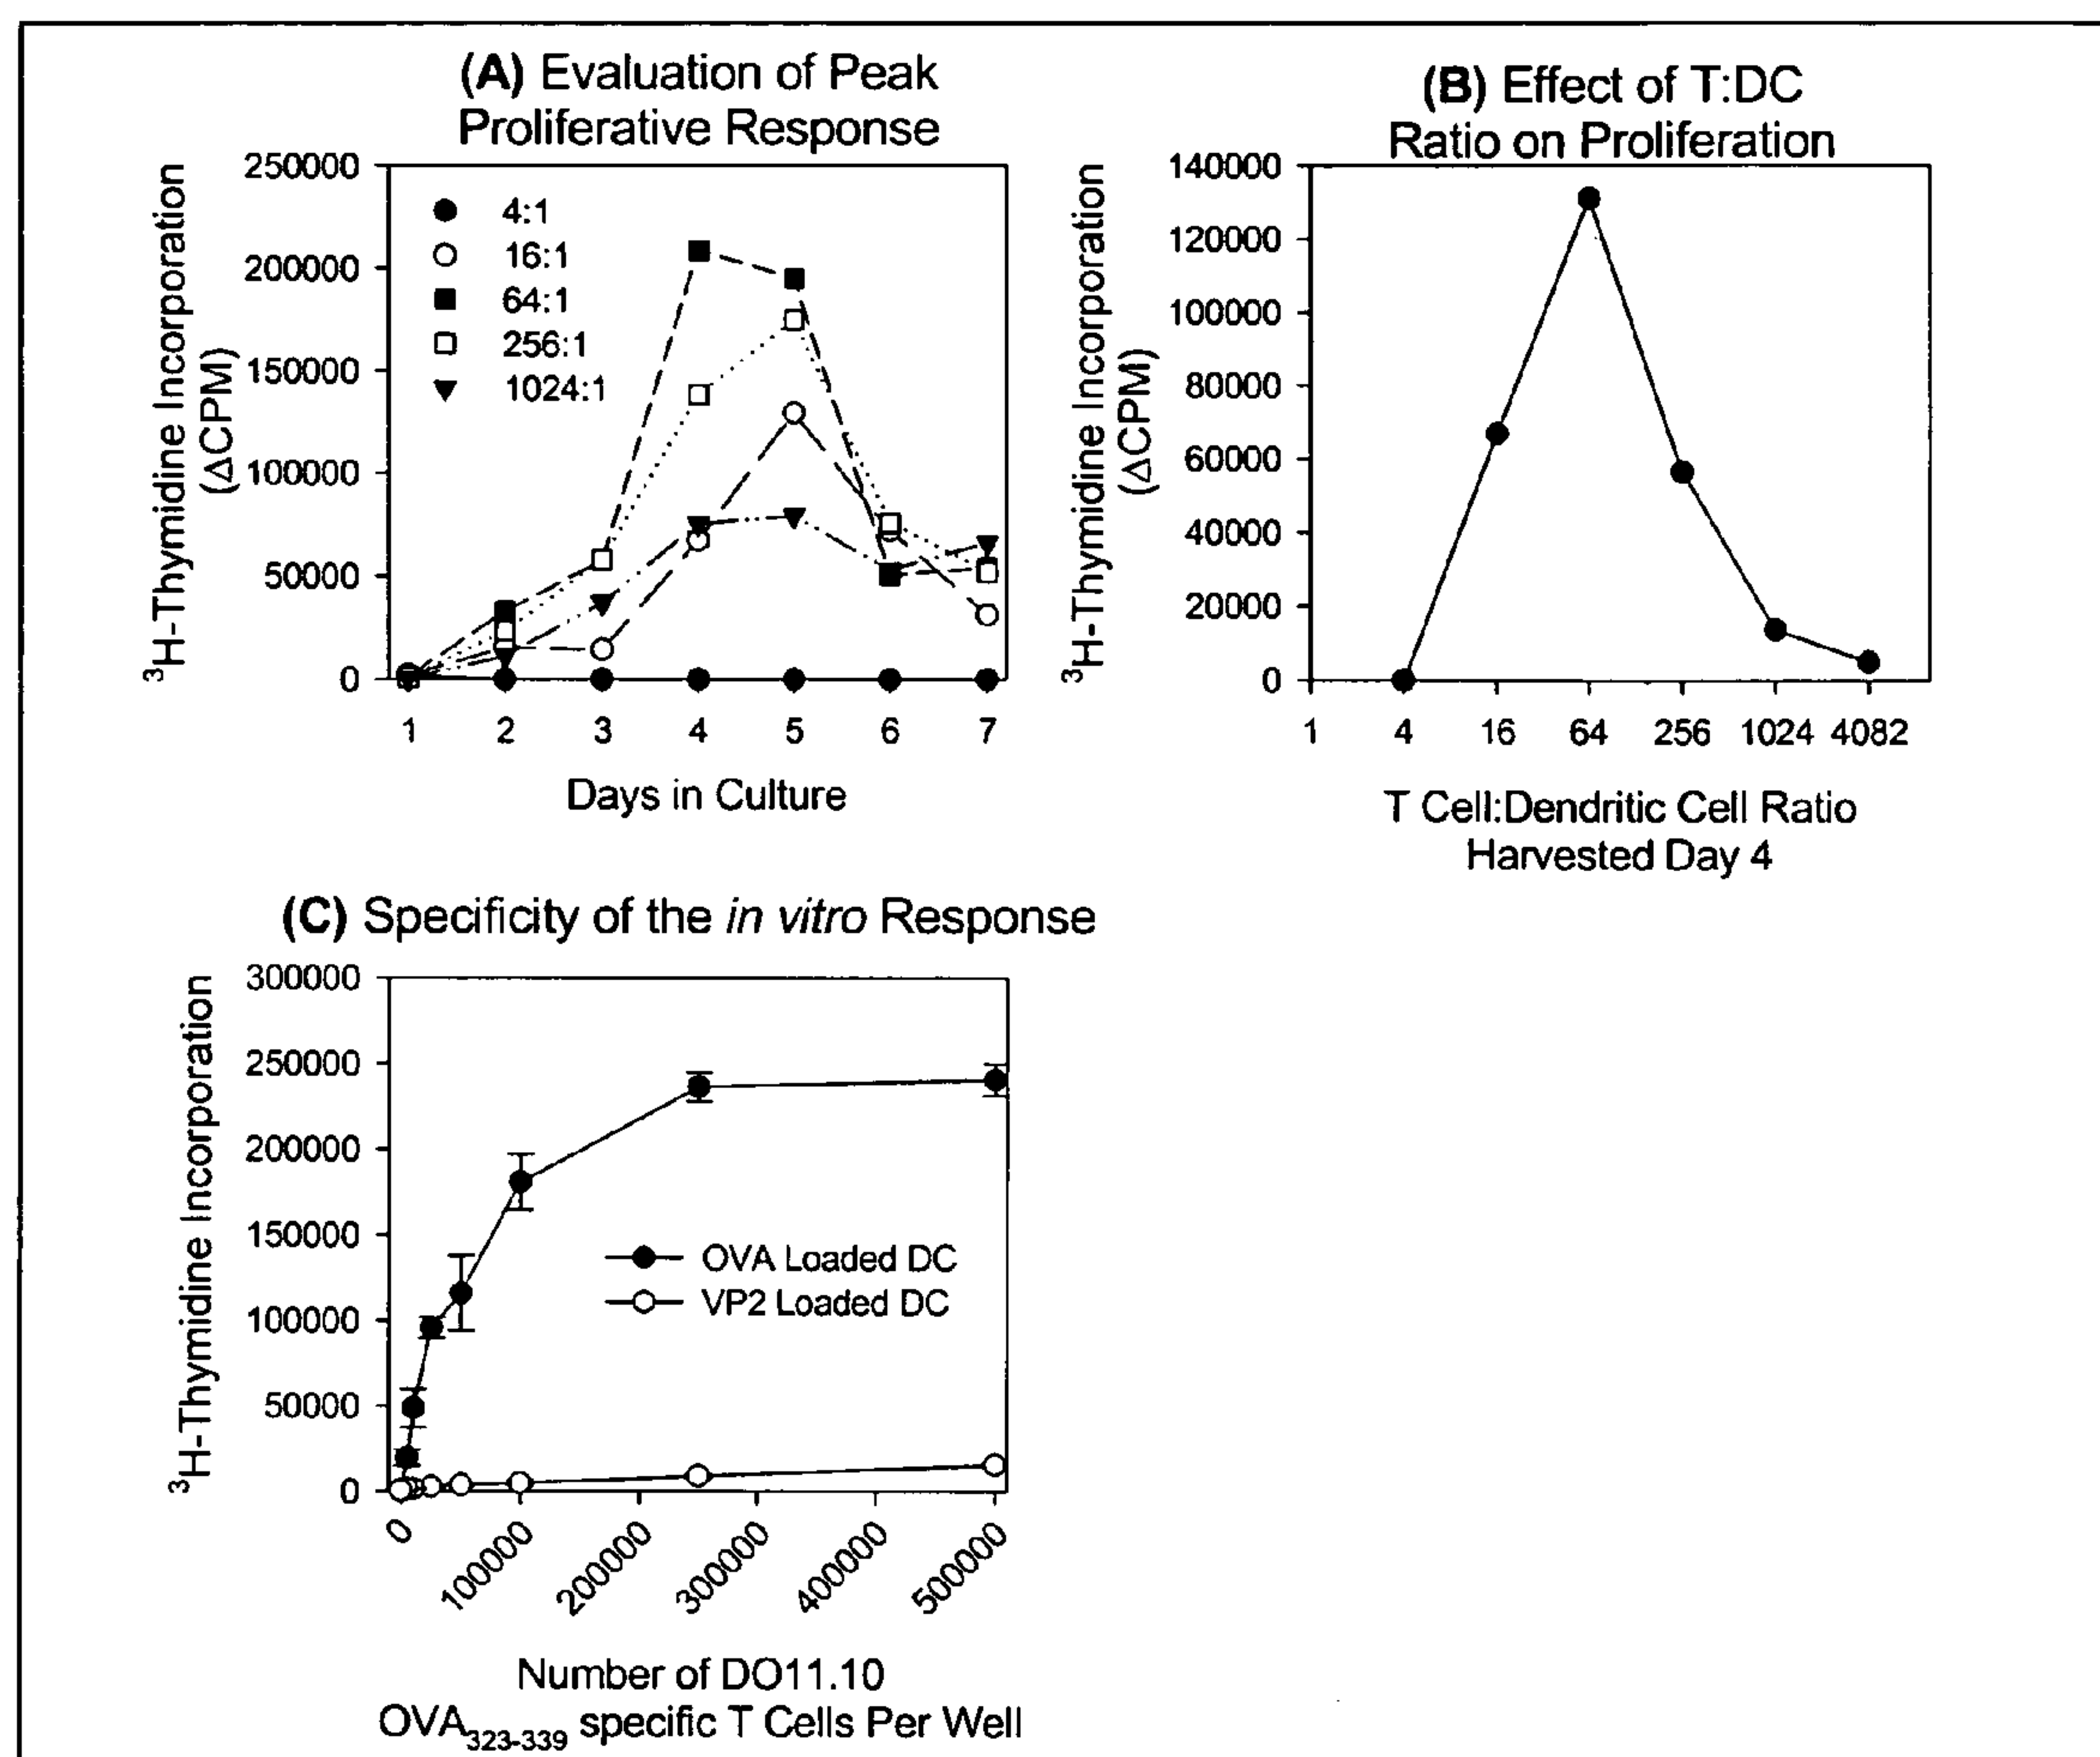 (A) Evaluation of Peak
Proliferative Response
³H-Thymidine Incorporation
(ΔCPM)
250000
200000
150000
100000
50000
0
4:1
16:1
64:1
256:1
1024:1
1 2 3 4 5 6 7
Days in Culture
(B) Effect of T:DC
Ratio on Proliferation
³H-Thymidine Incorporation
(ΔCPM)
140000
120000
100000
80000
60000
40000
20000
0
1 4 16 64 256 1024 4082
T Cell:Dendritic Cell Ratio
Harvested Day 4
(C) Specificity of the in vitro Response
³H-Thymidine Incorporation
300000
250000
200000
150000
100000
50000
0
OVA Loaded DC
VP2 Loaded DC
0 100000 200000 300000 400000 500000
Number of DO11.10
OVA₃₂₃₋₃₃₉ specific T Cells Per Well